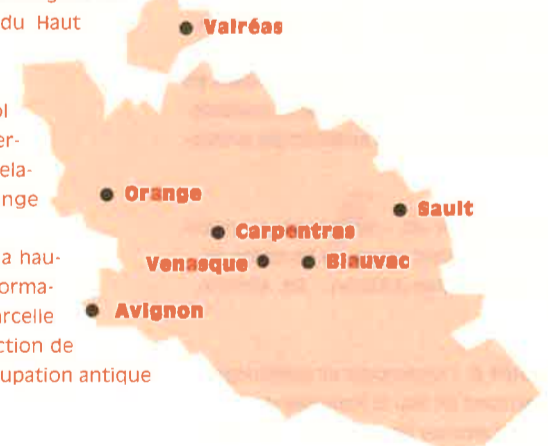 du Haut
Valréas
ol
er-
ela-
Orange
nge
Sault
Carpentras
a hau-
Venasque
Blauvac
orma-
arcelle
Avignon
ction de
upation antique